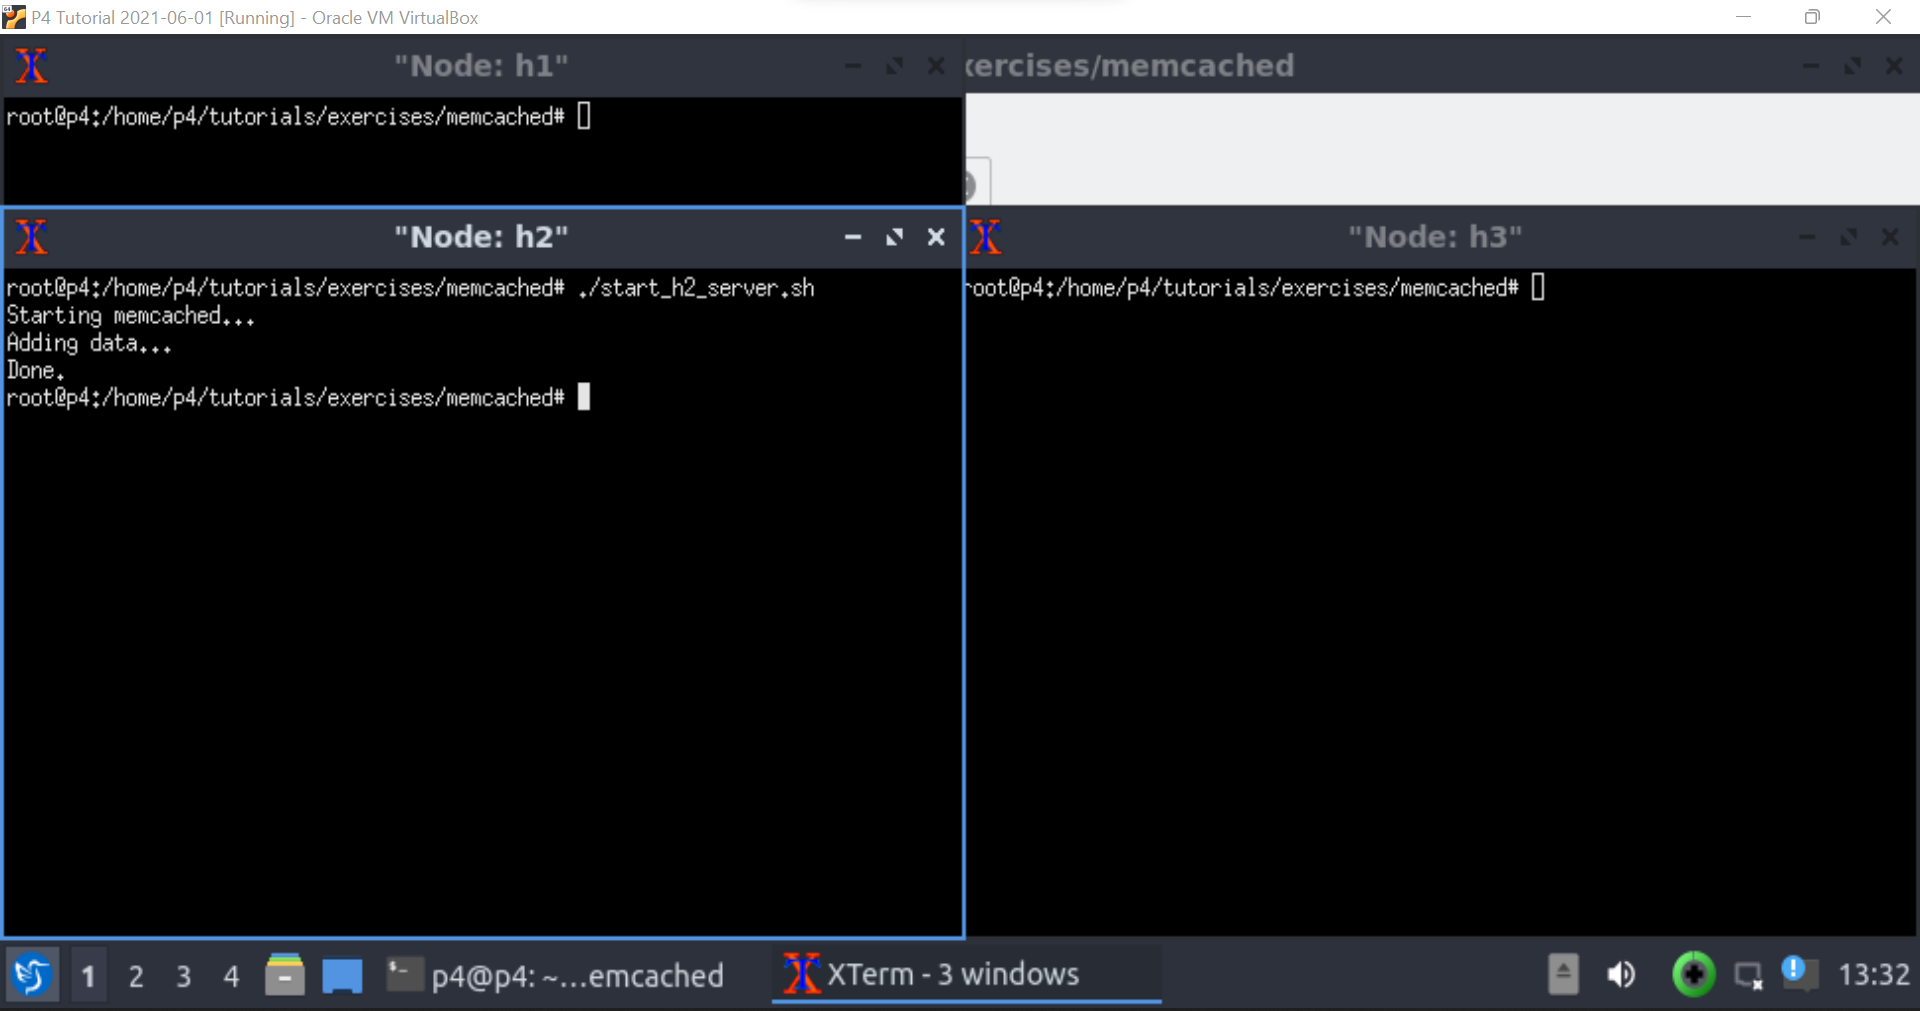 P4 Tutorial 2021-06-01 [Running] - Oracle VM VirtualBox
"Node: h1"
xercises/memcached
root@p4:/home/p4/tutorials/exercises/memcached#
"Node: h2"
root@p4:/home/p4/tutorials/exercises/memcached# ./start_h2_server.sh
Starting memcached...
Adding data...
Done.
root@p4:/home/p4/tutorials/exercises/memcached#
"Node: h3"
root@p4:/home/p4/tutorials/exercises/memcached#
1 2 3 4 p4@p4: ~...emcached XTerm - 3 windows 13:32